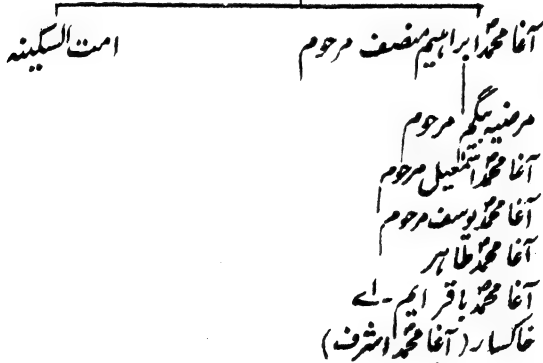 آغا محمد ابراہیم منصف مرحوم امت السکینہ
مرضیہ بیگم مرحوم
آغا محمد اسمٰعیل مرحوم
آغا محمد یوسف مرحوم
آغا محمد طاہر
آغا محمد باقر ایم۔اے
خاکسار (آغا محمد اشرف)